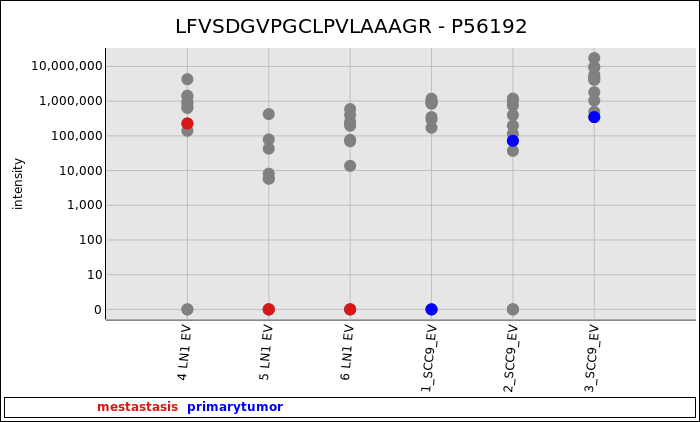 LFVSDGVPGCLPVLAAAGR - P56192
10,000,000
1,000,000
100,000
10,000
1,000
100
10
0
intensity
4 LN1 EV
5 LN1 EV
6 LN1 EV
1_SCC9_EV
2_SCC9_EV
3_SCC9_EV
mestastasis primarytumor